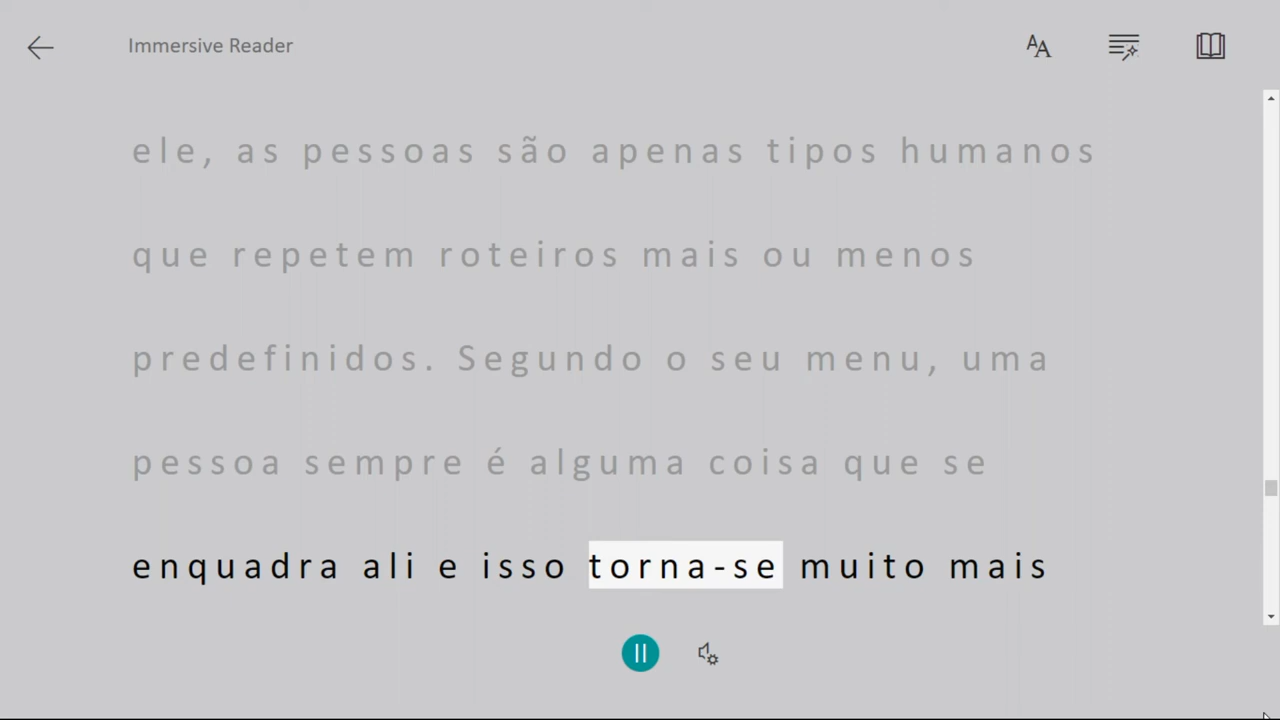 Immersive Reader
ele, as pessoas são apenas tipos humanos
que repetem roteiros mais ou menos
predefinidos. Segundo o seu menu, uma
pessoa sempre é alguma coisa que se
enquadra ali e isso torna-se muito mais